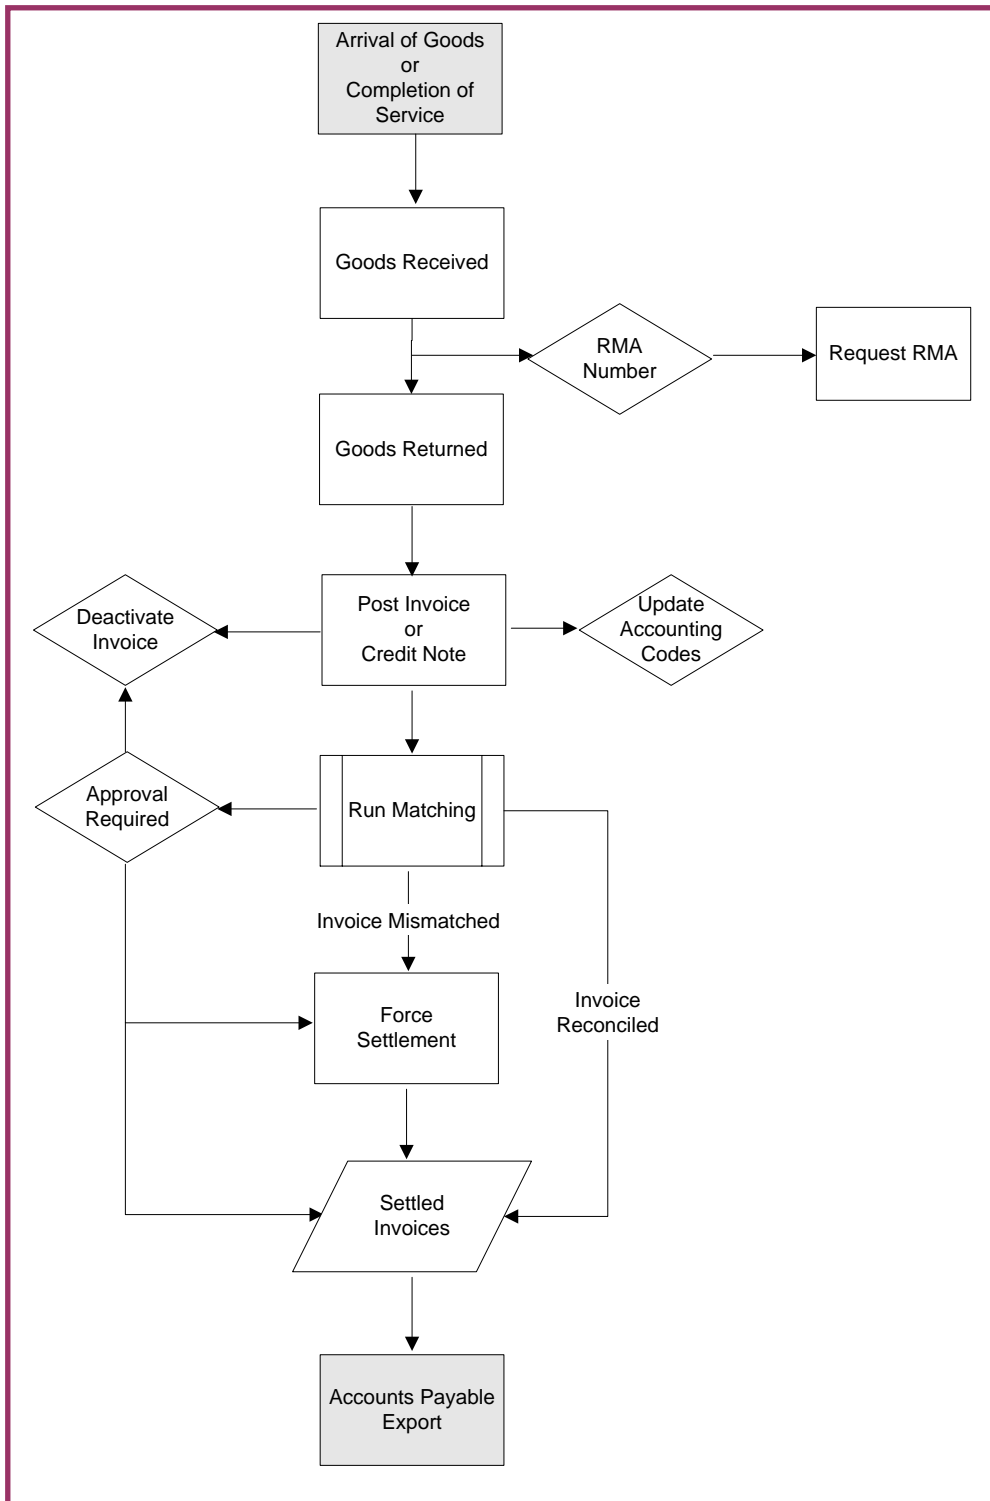 Arrival of Goods
or
Completion of
Service
Goods Received
RMA
Number
Request RMA
Goods Returned
Deactivate
Invoice
Post Invoice
or
Credit Note
Update
Accounting
Codes
Approval
Required
Run Matching
Invoice Mismatched
Force
Settlement
Invoice
Reconciled
Settled
Invoices
Accounts Payable
Export